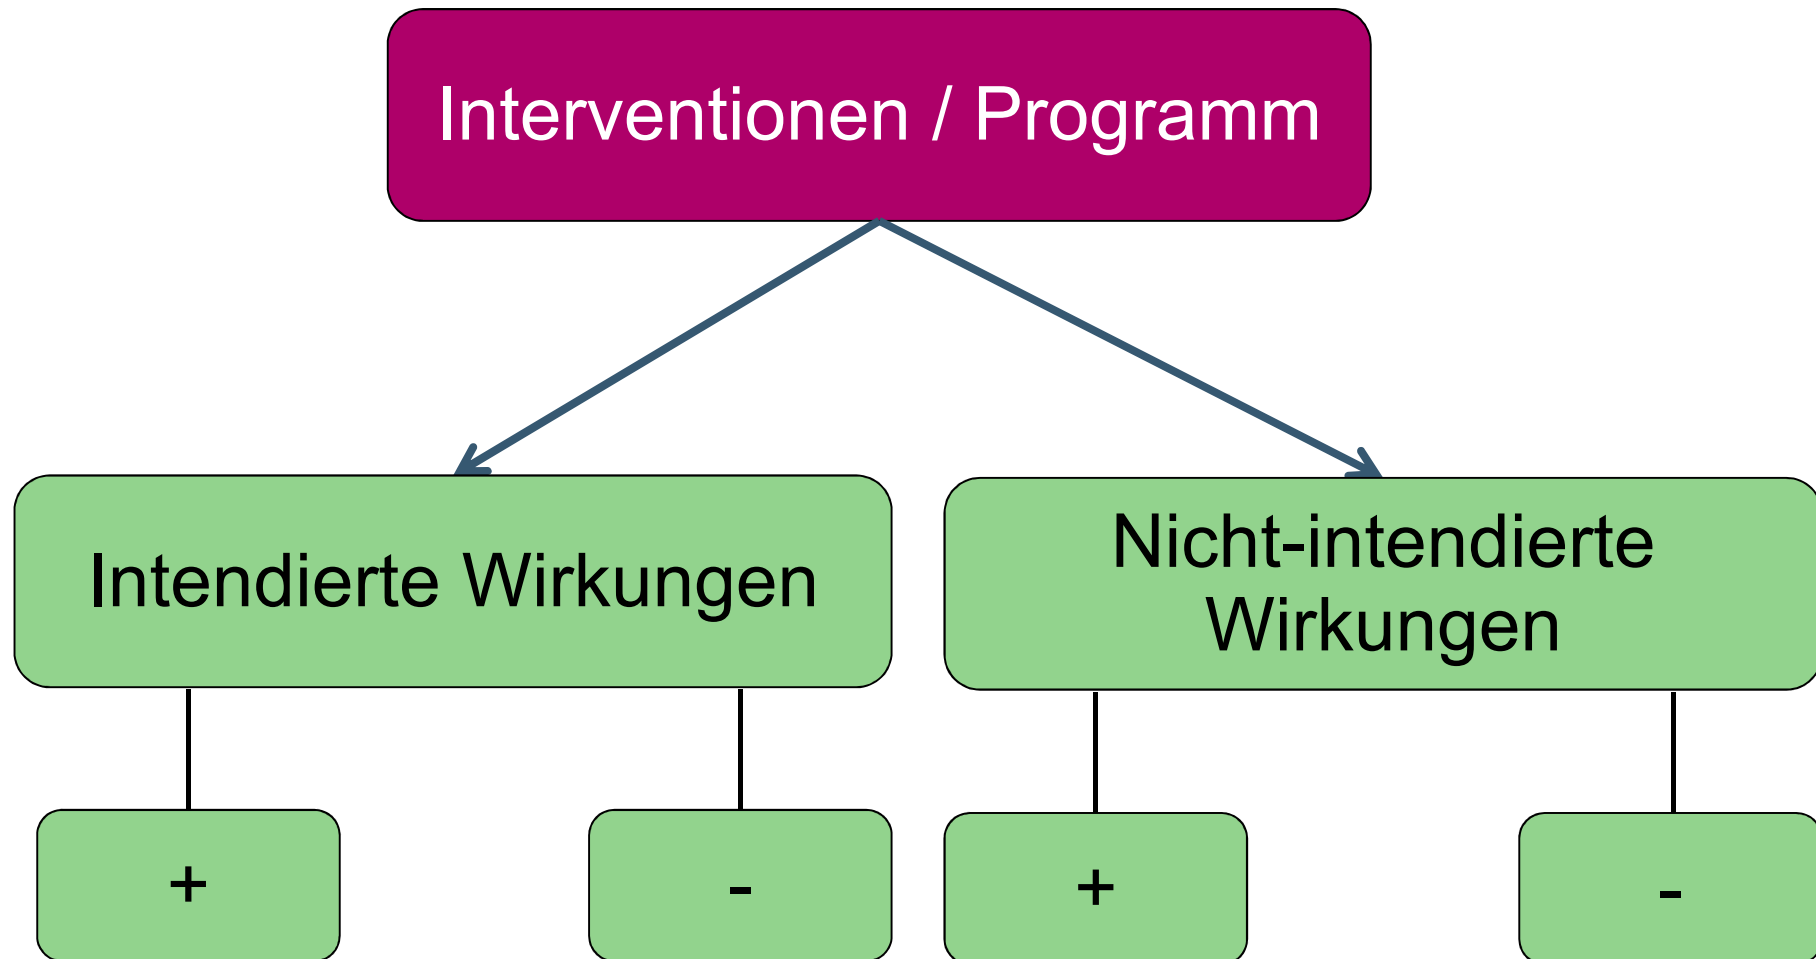 Interventionen / Programm
Intendierte Wirkungen
Nicht-intendierte
Wirkungen
+
-
+
-